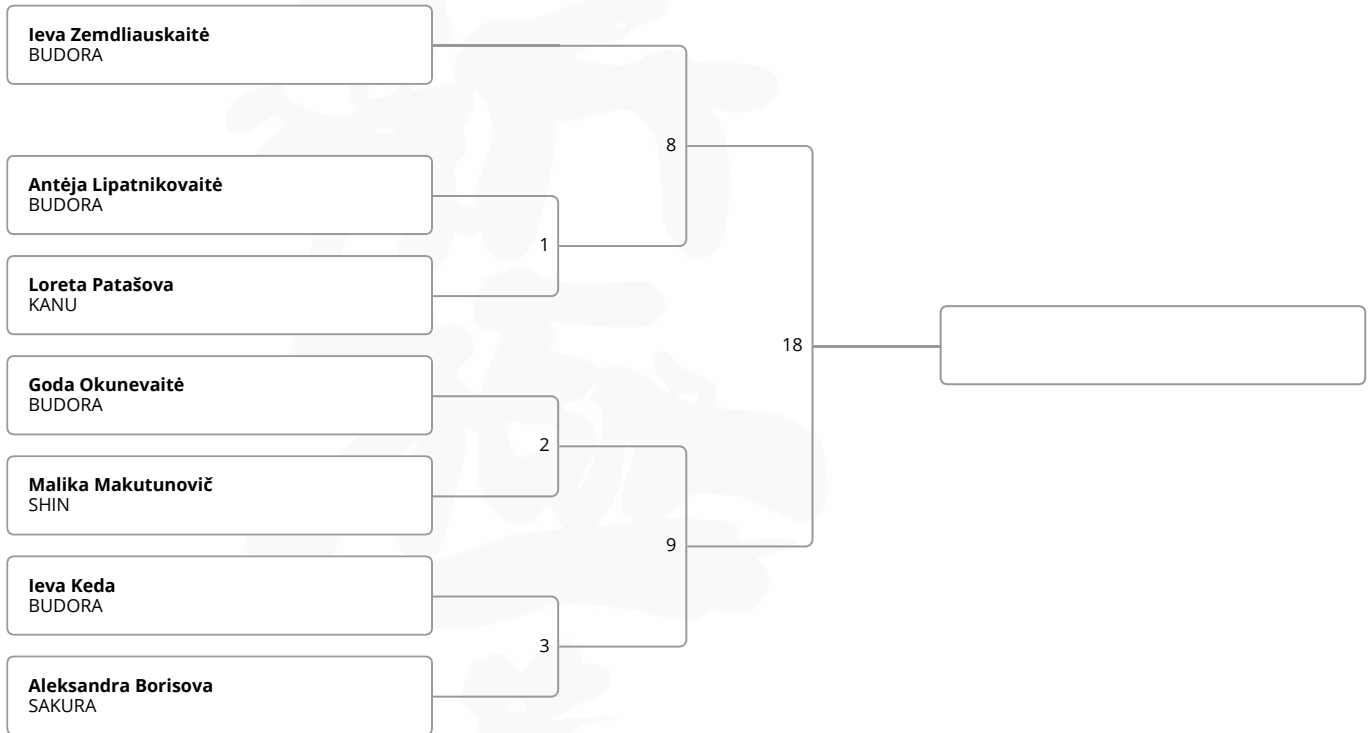 Ieva Zemdliauskaitė
BUDORA
8
Antėja Lipatnikovaitė
BUDORA
1
Loreta Patašova
KANU
18
Goda Okunevaitė
BUDORA
2
Malika Makutunovič
SHIN
9
Ieva Keda
BUDORA
3
Aleksandra Borisova
SAKURA